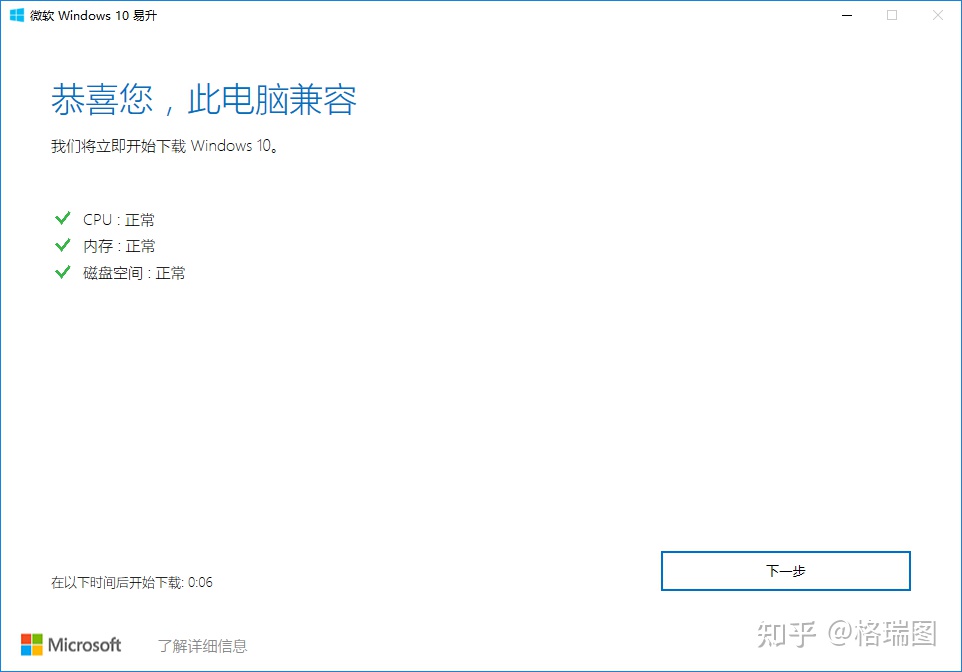 微软 Windows 10 易升
恭喜您，此电脑兼容
我们将立即开始下载 Windows 10。
CPU : 正常
内存 : 正常
磁盘空间 : 正常
在以下时间后开始下载: 0:06
下一步
Microsoft
了解详细信息
知乎 @格瑞图